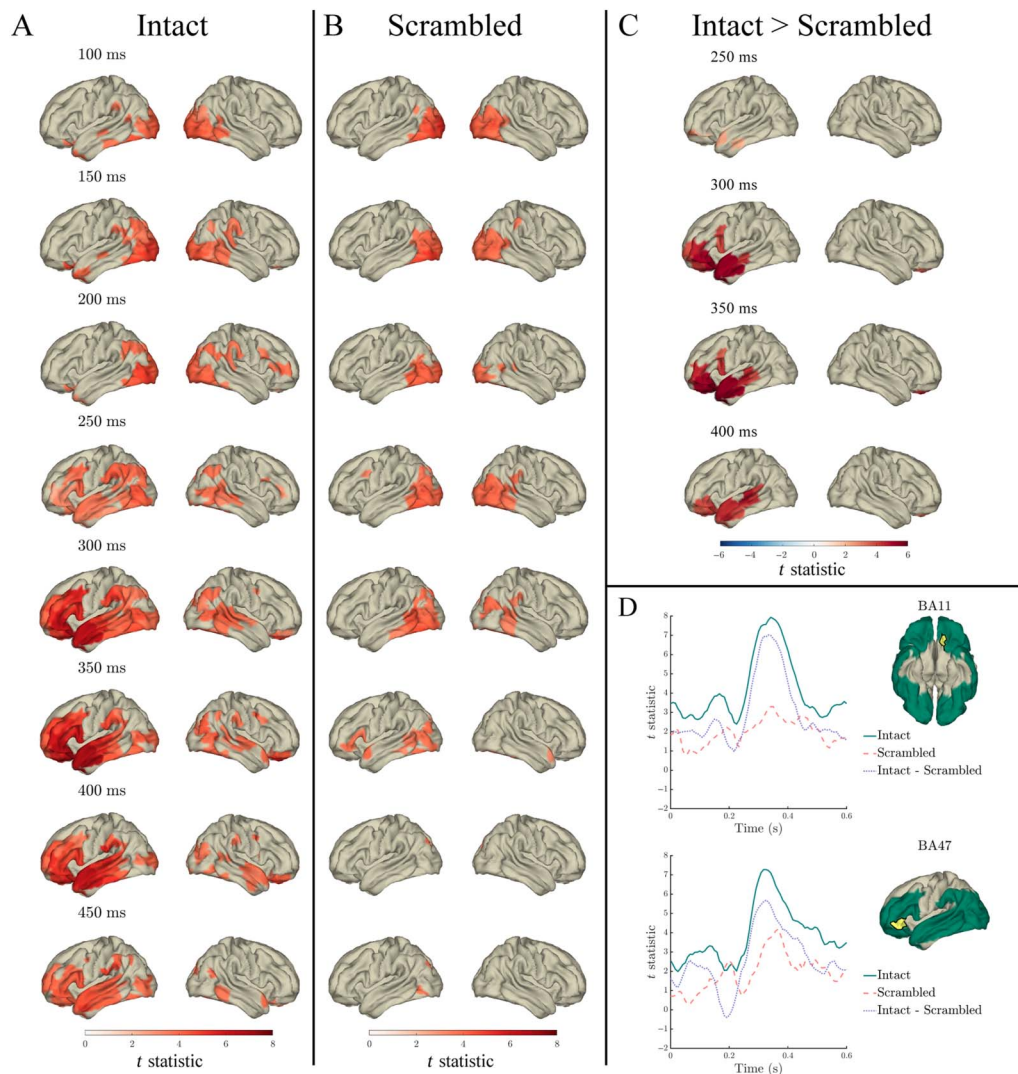 A Intact
100 ms
150 ms
200 ms
250 ms
300 ms
350 ms
400 ms
450 ms
0 2 4 6 8
t statistic
B Scrambled
0 2 4 6 8
t statistic
C Intact > Scrambled
250 ms
300 ms
350 ms
400 ms
-6 -4 -2 0 2 4 6
t statistic
D
BA11
9
8
7
6
5
4
3
2
1
0
-1
-2
t statistic
0 0.2 0.4 0.6
Time (s)
Intact
Scrambled
Intact - Scrambled
BA47
9
8
7
6
5
4
3
2
1
0
-1
-2
t statistic
0 0.2 0.4 0.6
Time (s)
Intact
Scrambled
Intact - Scrambled